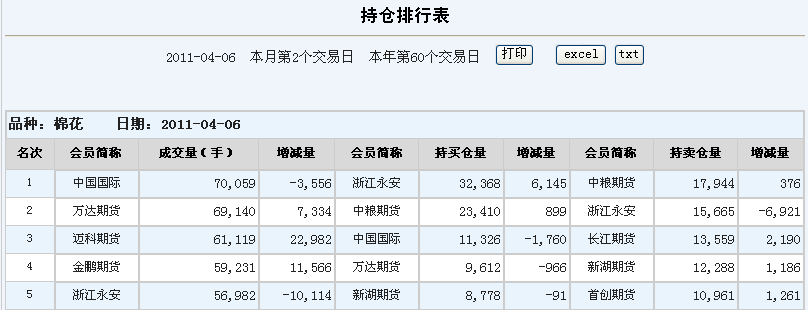 持仓排行表
2011-04-06 本月第2个交易日 本年第60个交易日 打印 excel txt
品种：棉花 日期：2011-04-06
名次 会员简称 成交量（手） 增减量 会员简称 持买仓量 增减量 会员简称 持卖仓量 增减量
1 中国国际 70,059 -3,556 浙江永安 32,368 6,145 中粮期货 17,944 376
2 万达期货 69,140 7,334 中粮期货 23,410 899 浙江永安 15,665 -6,921
3 迈科期货 61,119 22,982 中国国际 11,326 -1,760 长江期货 13,559 2,190
4 金鹏期货 59,231 11,566 万达期货 9,612 -966 新湖期货 12,288 1,186
5 浙江永安 56,982 -10,114 新湖期货 8,778 -91 首创期货 10,961 1,261